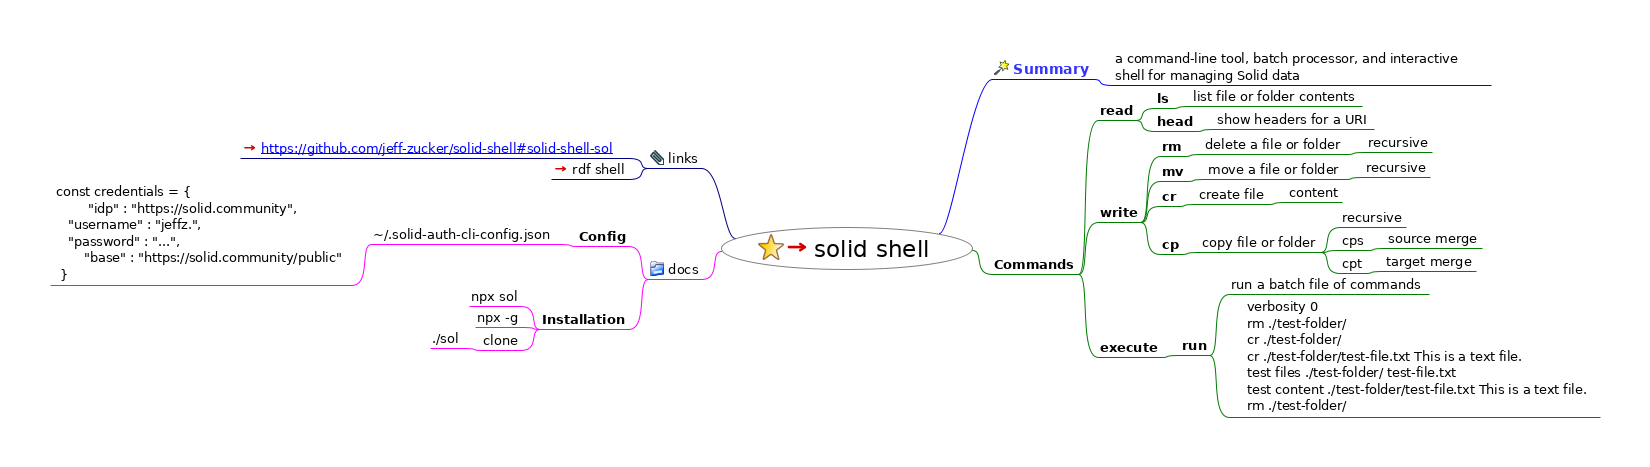 solid shell
Summary
a command-line tool, batch processor, and interactive
shell for managing Solid data
Commands
read
ls
list file or folder contents
head
show headers for a URI
write
rm
delete a file or folder
recursive
mv
move a file or folder
recursive
cr
create file
content
cp
copy file or folder
recursive
cps
source merge
cpt
target merge
execute
run
run a batch file of commands
verbosity 0
rm ./test-folder/
cr ./test-folder/
cr ./test-folder/test-file.txt This is a text file.
test files ./test-folder/ test-file.txt
test content ./test-folder/test-file.txt This is a text file.
rm ./test-folder/
links
https://github.com/jeff-zucker/solid-shell#solid-shell-sol
rdf shell
docs
Config
~/.solid-auth-cli-config.json
const credentials = {
"idp" : "https://solid.community",
"username" : "jeffz.",
"password" : "...",
"base" : "https://solid.community/public"
}
Installation
npx sol
npx -g
clone
./sol